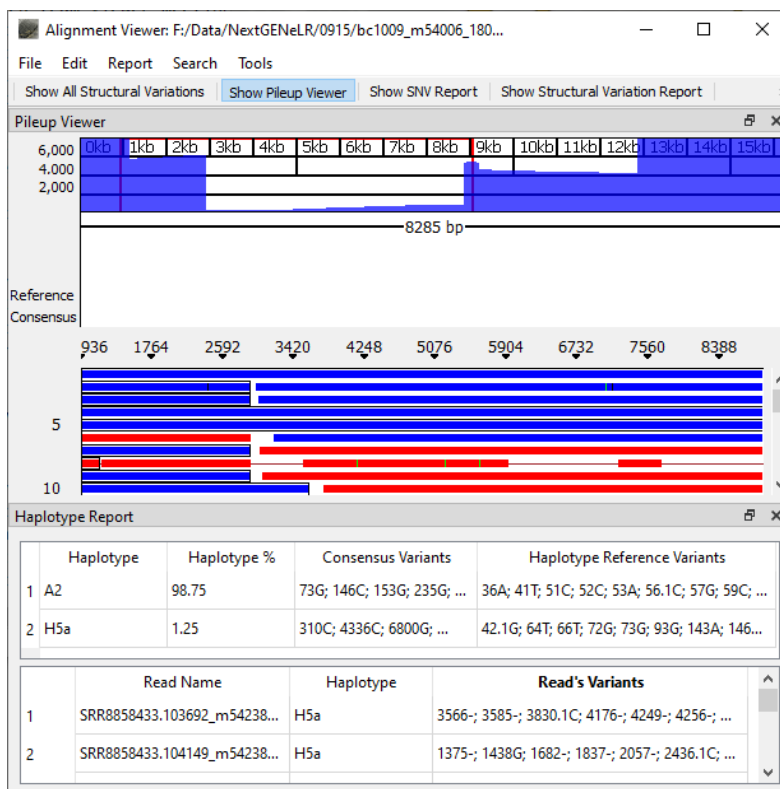 Alignment Viewer: F:/Data/NextGENeLR/0915/bc1009_m54006_180...
File Edit Report Search Tools
Show All Structural Variations Show Pileup Viewer Show SNV Report Show Structural Variation Report
Pileup Viewer
0kb 1kb 2kb 3kb 4kb 5kb 6kb 7kb 8kb 9kb 10kb 11kb 12kb 13kb 14kb 15kb
6,000
4,000
2,000
8285 bp
Reference
Consensus
936 1764 2592 3420 4248 5076 5904 6732 7560 8388
5
10
Haplotype Report
Haplotype Haplotype % Consensus Variants Haplotype Reference Variants
1 A2 98.75 73G; 146C; 153G; 235G; ... 36A; 41T; 51C; 52C; 53A; 56.1C; 57G; 59C; ...
2 H5a 1.25 310C; 4336C; 6800G; ... 42.1G; 64T; 66T; 72G; 73G; 93G; 143A; 146...
Read Name Haplotype Read's Variants
1 SRR8858433.103692_m54238... H5a 3566-; 3585-; 3830.1C; 4176-; 4249-; 4256-; ...
2 SRR8858433.104149_m54238... H5a 1375-; 1438G; 1682-; 1837-; 2057-; 2436.1C; ...